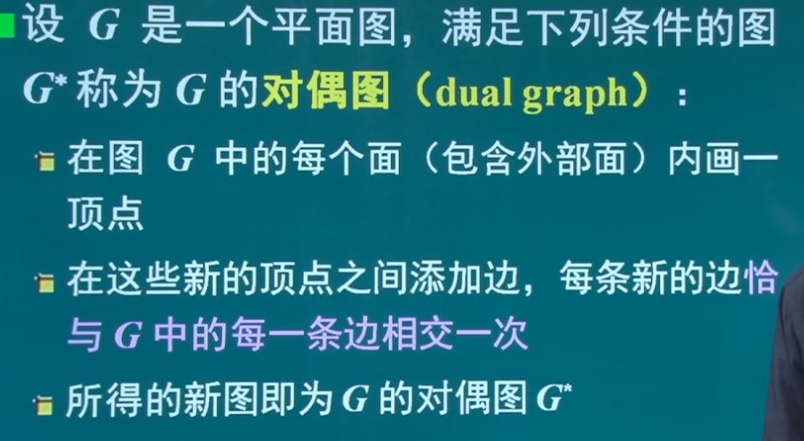 设 G 是一个平面图，满足下列条件的图
G*称为 G 的对偶图（dual graph）：
在图 G 中的每个面（包含外部面）内画一
顶点
在这些新的顶点之间添加边，每条新的边恰
与 G 中的每一条边相交一次
所得的新图即为 G 的对偶图 G*